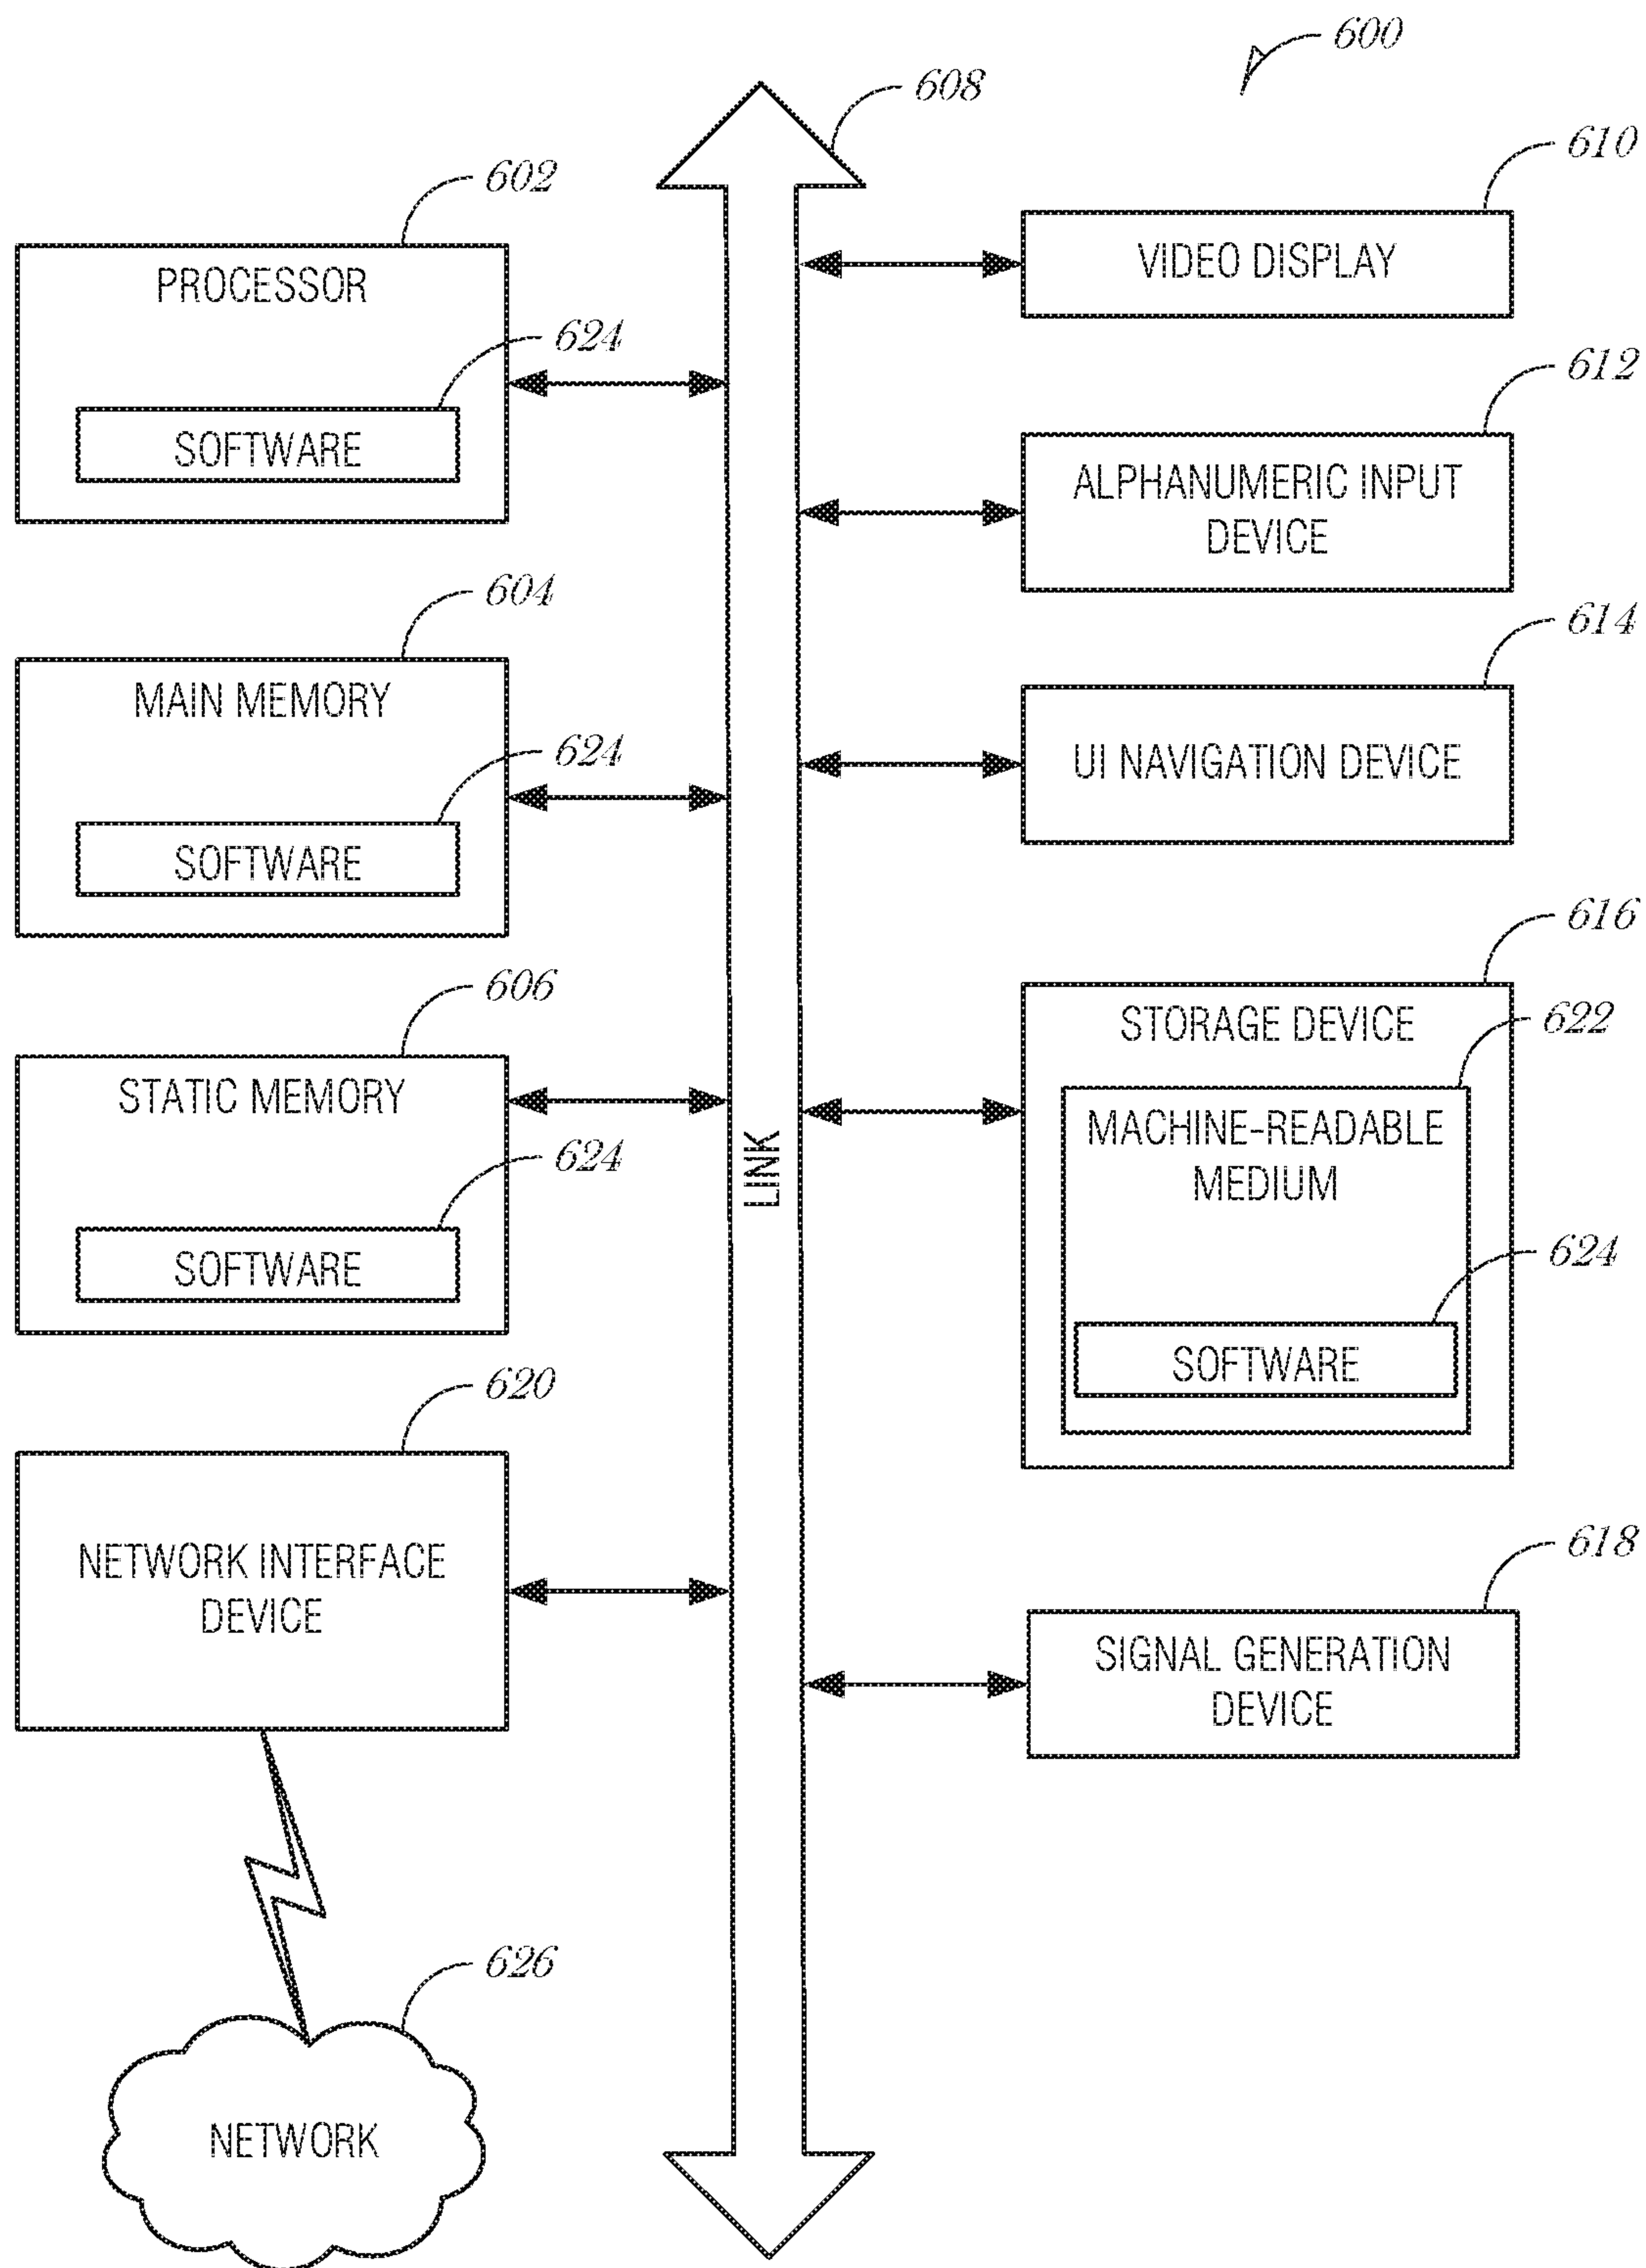 600
608
602
PROCESSOR
624
SOFTWARE
604
MAIN MEMORY
624
SOFTWARE
606
STATIC MEMORY
624
SOFTWARE
620
NETWORK INTERFACE
DEVICE
626
NETWORK
LINK
610
VIDEO DISPLAY
612
ALPHANUMERIC INPUT
DEVICE
614
UI NAVIGATION DEVICE
616
STORAGE DEVICE
622
MACHINE-READABLE
MEDIUM
624
SOFTWARE
618
SIGNAL GENERATION
DEVICE